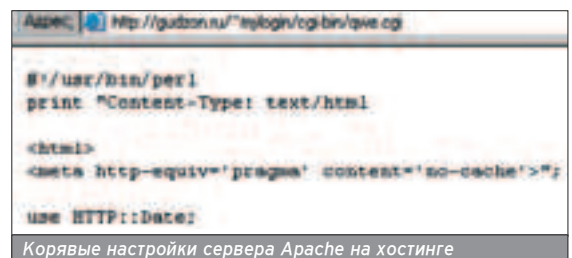 Адрес: http://gudzon.ru/~mylogin/cgi-bin/qwe.cgi
#!/usr/bin/perl
print "Content-Type: text/html
<html>
<meta http-equiv='pragma' content='no-cache'>";
use HTTP::Date;
Корявые настройки сервера Apache на хостинге